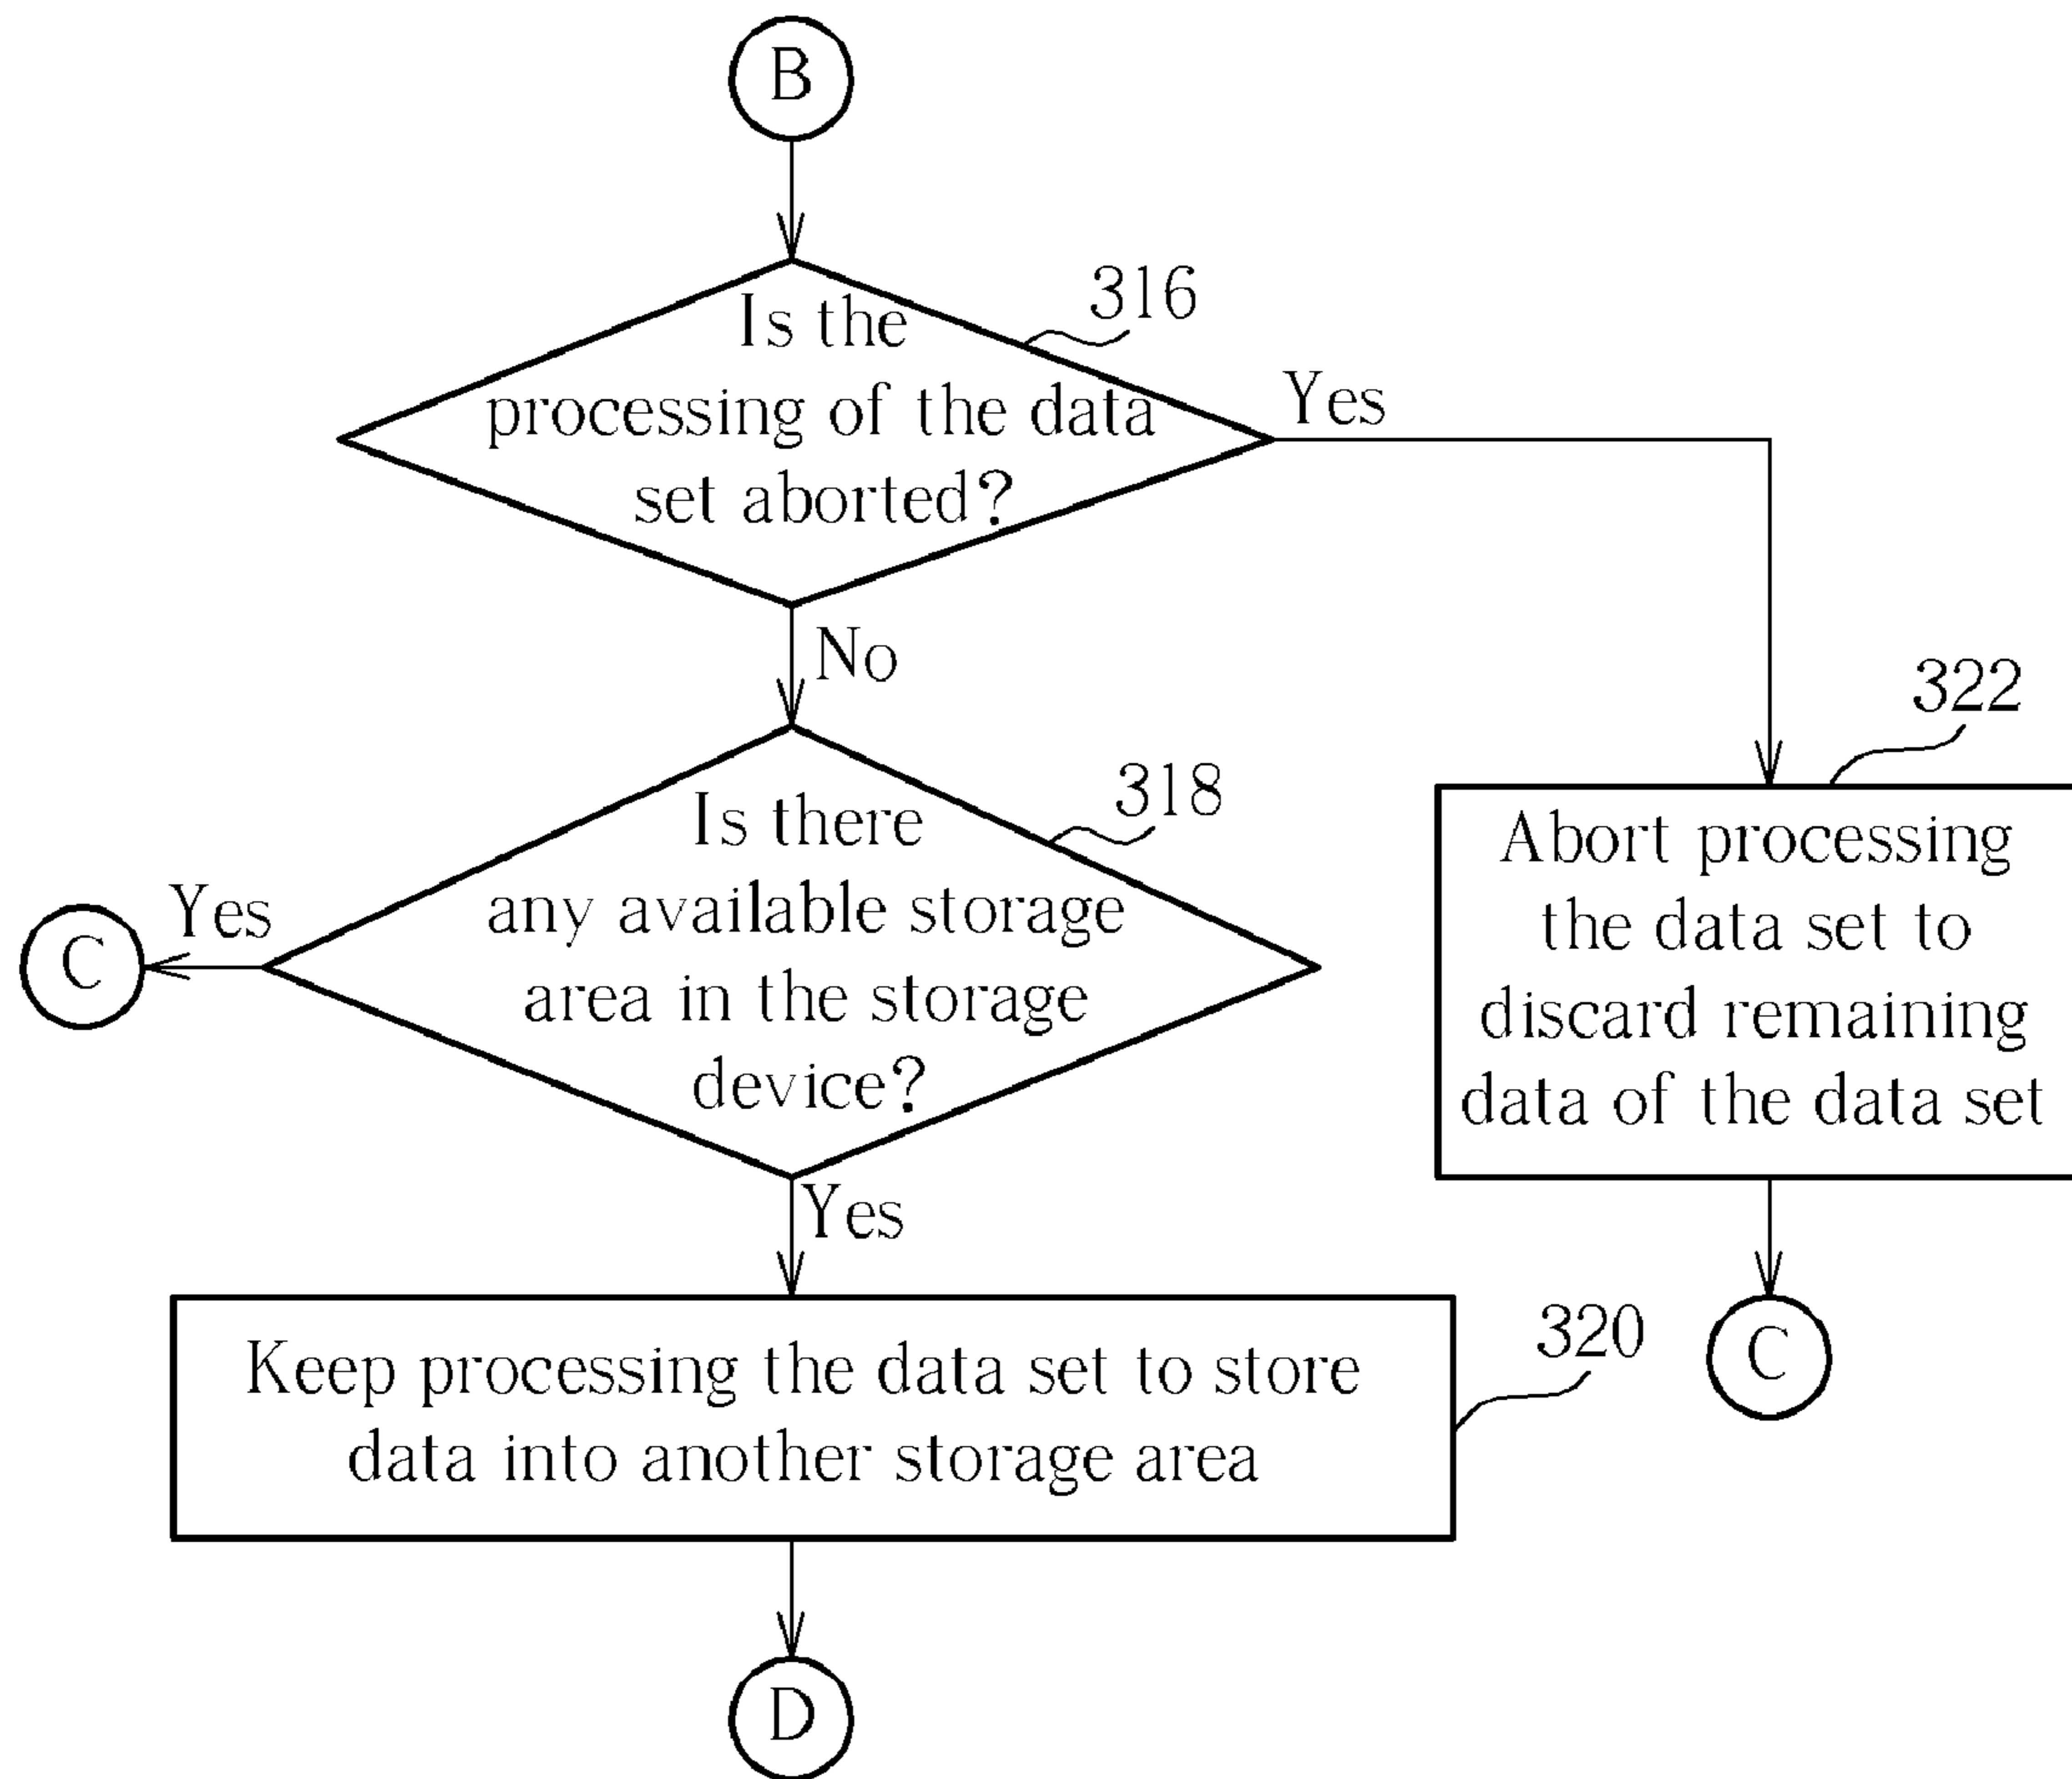 B
316
Is the
processing of the data
set aborted?
Yes
No
322
318
Is there
any available storage
area in the storage
device?
Yes
C
Abort processing
the data set to
discard remaining
data of the data set
Yes
320
Keep processing the data set to store
data into another storage area
C
D